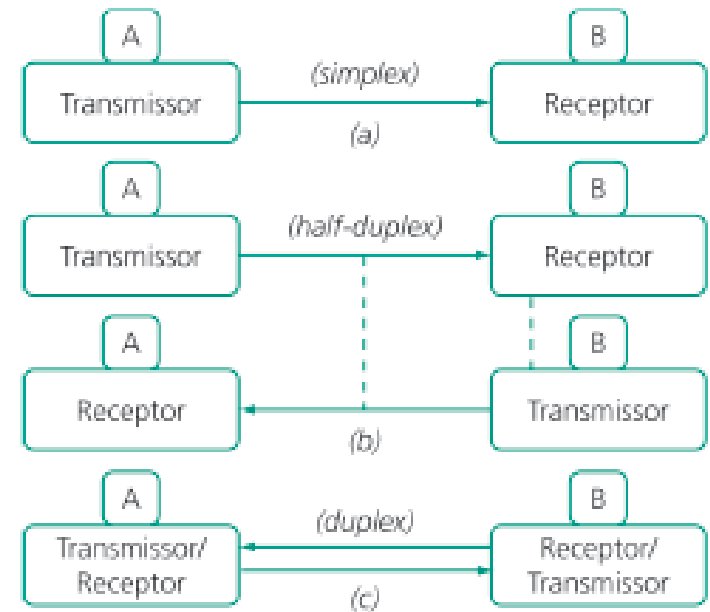 A B
(simplex)
Transmissor Receptor
(a)
A B
(half-duplex)
Transmissor Receptor
A B
Receptor Transmissor
(b)
A B
(duplex)
Transmissor/ Receptor/
Receptor Transmissor
(c)